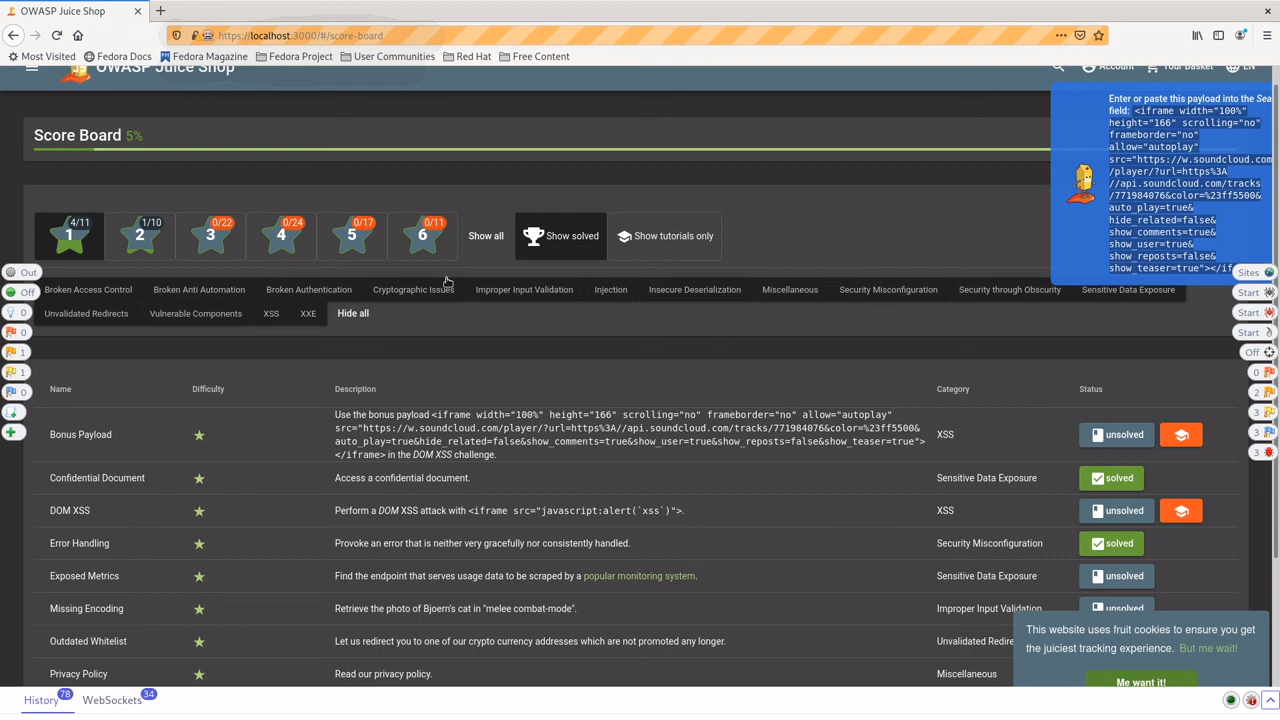 OWASP Juice Shop
https://localhost:3000/#/score-board
Most Visited Fedora Docs Fedora Magazine Fedora Project User Communities Red Hat Free Content
OWASP Juice Shop Account Your Basket EN
Enter or paste this payload into the
field: <iframe width="100%"
height="166" scrolling="no"
frameborder="no"
allow="autoplay"
src="https://w.soundcloud.com
/player/?url=https%3A
//api.soundcloud.com/tracks
/771984076&color=%23ff5500&
auto_play=true&
hide_related=false&
show_comments=true&
show_user=true&
show_reposts=false&
show_teaser=true"></if
Score Board 5%
4/11 1/10 0/22 0/24 0/17 0/11
1 2 3 4 5 6 Show all Show solved Show tutorials only
Broken Access Control Broken Anti Automation Broken Authentication Cryptographic Issues Improper Input Validation Injection Insecure Deserialization Miscellaneous Security Misconfiguration Security through Obscurity Sensitive Data Exposure
Unvalidated Redirects Vulnerable Components XSS XXE Hide all
Out
Off
0
0
1
1
0
Sites
Start
Start
Start
Off
0
2
3
3
3
Name Difficulty Description Category Status
Bonus Payload Use the bonus payload <iframe width="100%" height="166" scrolling="no" frameborder="no" allow="autoplay"
src="https://w.soundcloud.com/player/?url=https%3A//api.soundcloud.com/tracks/771984076&color=%23ff5500&
auto_play=true&hide_related=false&show_comments=true&show_user=true&show_reposts=false&show_teaser=true">
</iframe> in the DOM XSS challenge. XSS unsolved
Confidential Document Access a confidential document. Sensitive Data Exposure solved
DOM XSS Perform a DOM XSS attack with <iframe src="javascript:alert(`xss`)">. XSS unsolved
Error Handling Provoke an error that is neither very gracefully nor consistently handled. Security Misconfiguration solved
Exposed Metrics Find the endpoint that serves usage data to be scraped by a popular monitoring system. Sensitive Data Exposure unsolved
Missing Encoding Retrieve the photo of Bjoern's cat in "melee combat-mode". Improper Input Validation unsolved
Outdated Whitelist Let us redirect you to one of our crypto currency addresses which are not promoted any longer. Unvalidated
Privacy Policy Read our privacy policy. Miscellaneous
This website uses fruit cookies to ensure you get
the juiciest tracking experience. But me wait!
Me want it!
History 78 WebSockets 34